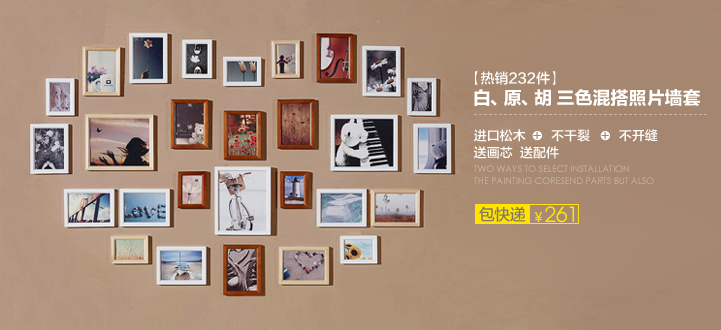 【热销232件】
白、原、胡 三色混搭照片墙套
进口松木 ⊕ 不干裂 ⊕ 不开缝
送画芯 送配件
TWO WAYS TO SELECT INSTALLATION
THE PAINTING CORESEND PARTS BUT ALSO
包快递 ¥261
LOVE